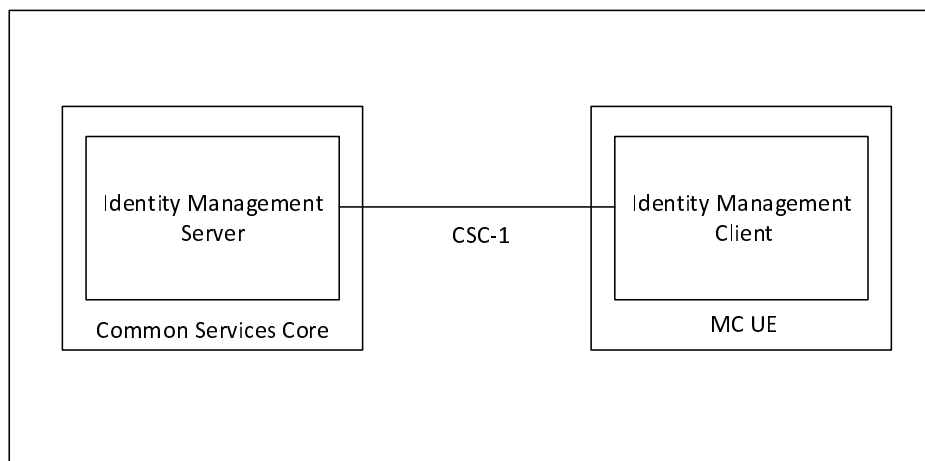 Identity Management
Server
Common Services Core
CSC-1
Identity Management
Client
MC UE